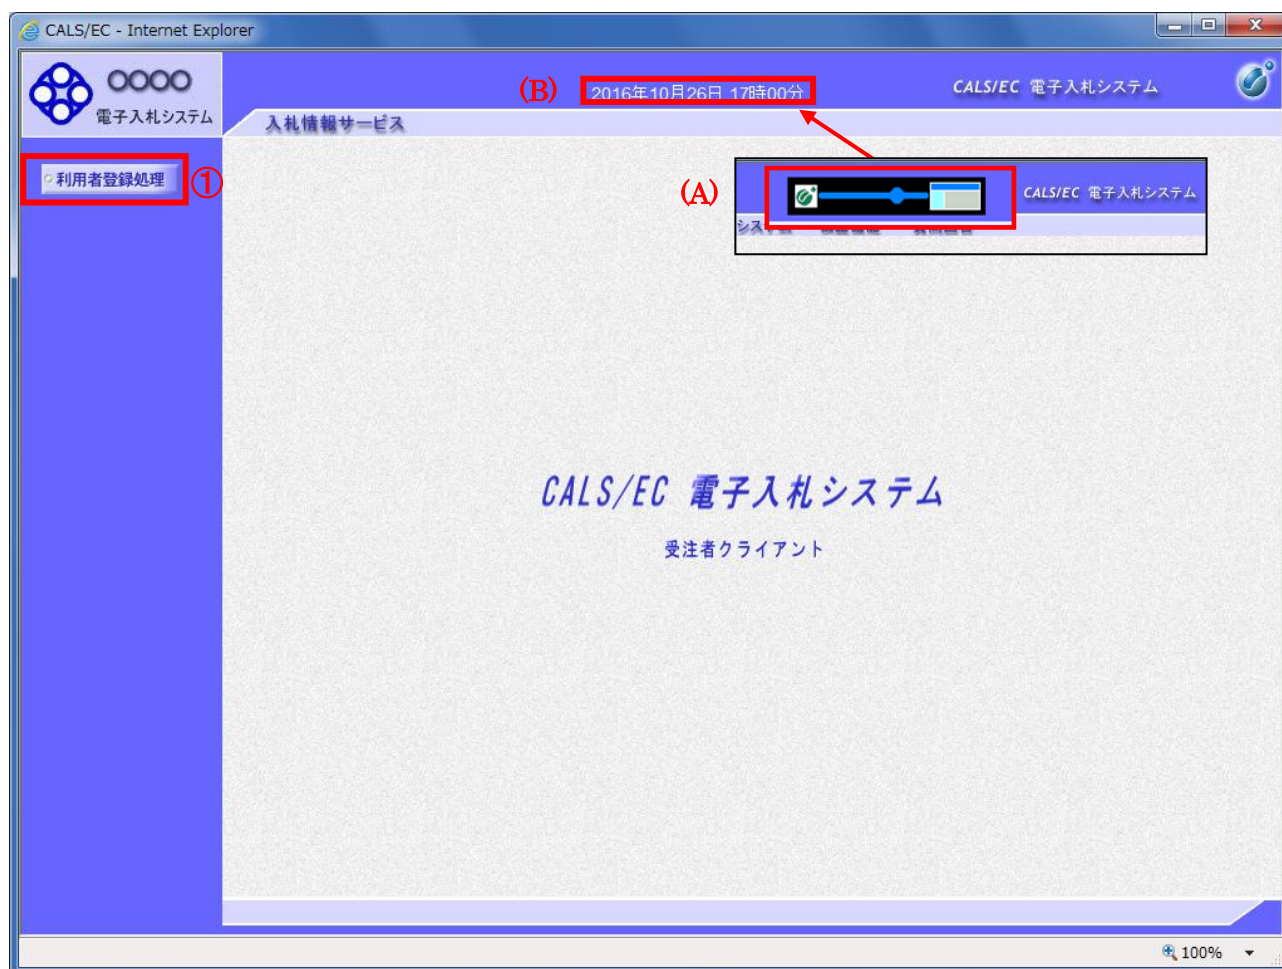 CALS/EC - Internet Explorer
〇〇〇〇
電子入札システム
(B)
2016年10月26日 17時00分
CALS/EC 電子入札システム
入札情報サービス
利用者登録処理
①
(A)
CALS/EC 電子入札システム
CALS/EC 電子入札システム
受注者クライアント
100%